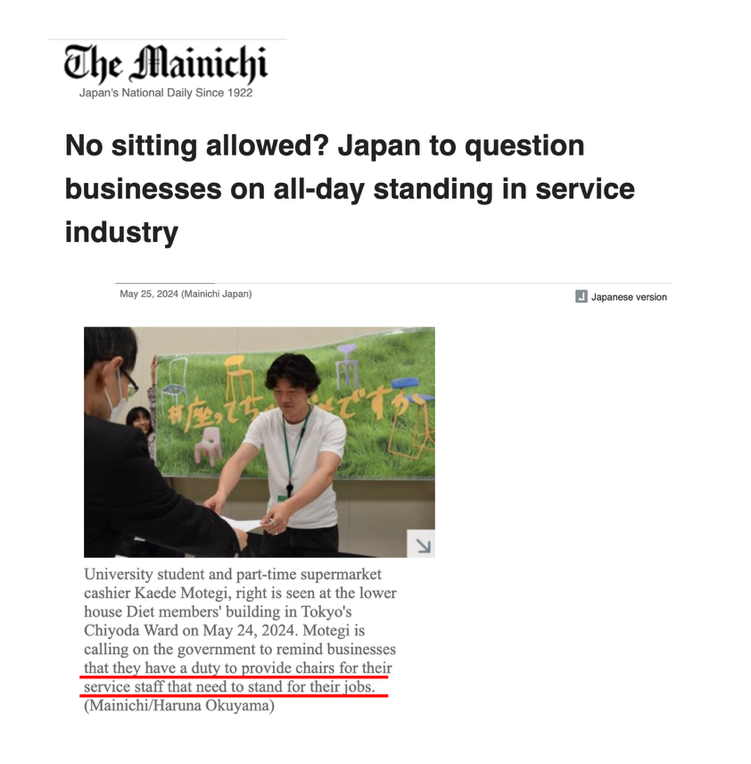 The Mainichi
Japan's National Daily Since 1922
No sitting allowed? Japan to question
businesses on all-day standing in service
industry
May 25, 2024 (Mainichi Japan)
J Japanese version
#座ってちゃ ですか
University student and part-time supermarket
cashier Kaede Motegi, right is seen at the lower
house Diet members' building in Tokyo's
Chiyoda Ward on May 24, 2024. Motegi is
calling on the government to remind businesses
that they have a duty to provide chairs for their
service staff that need to stand for their jobs.
(Mainichi/Haruna Okuyama)